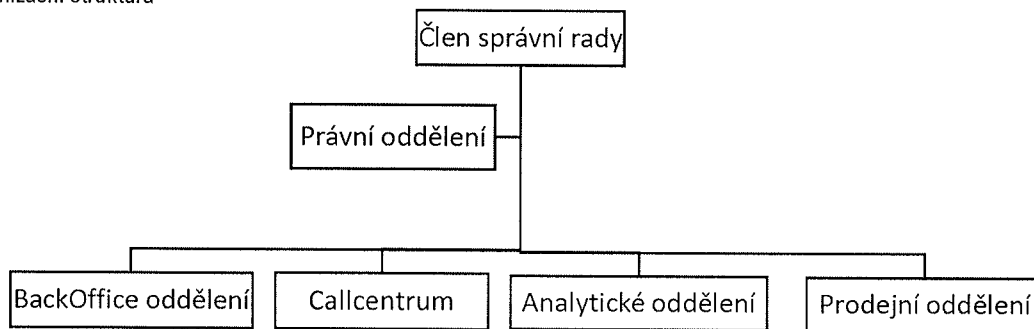 Člen správní rady
Právní oddělení
BackOffice oddělení
Callcentrum
Analytické oddělení
Prodejní oddělení